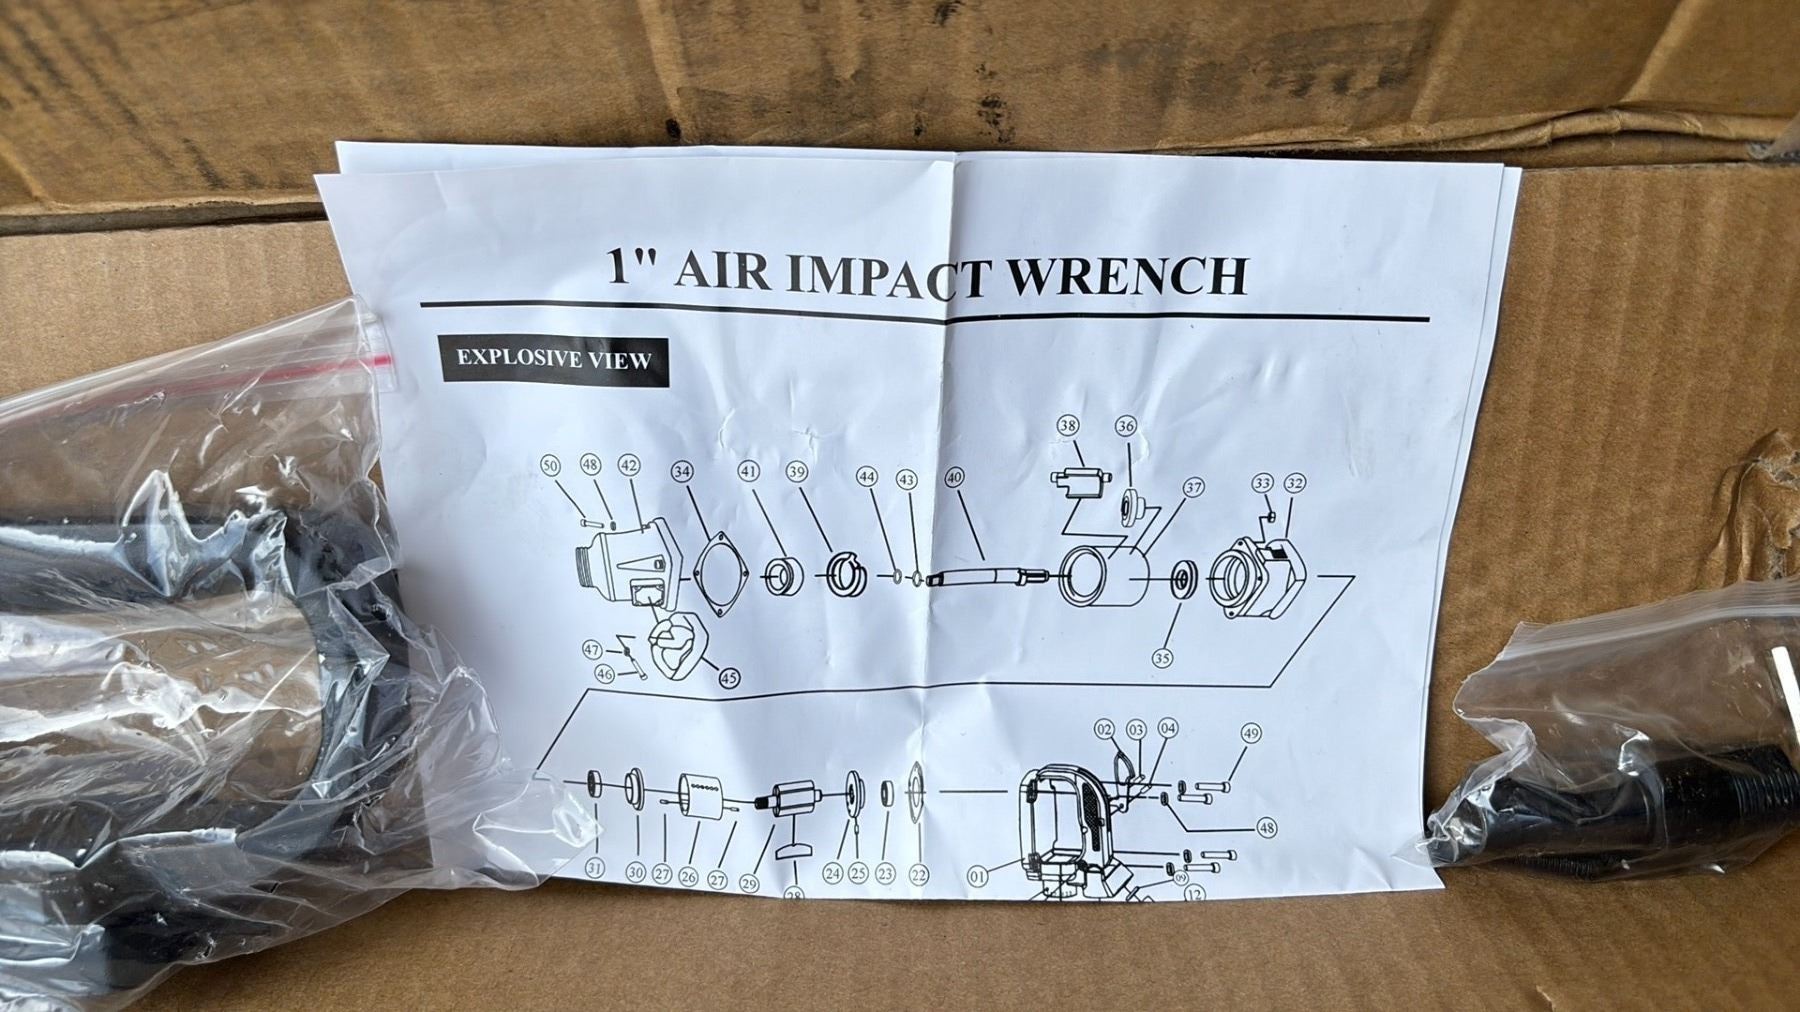 1" AIR IMPACT WRENCH
EXPLOSIVE VIEW
38 36
50 48 42 34 41 39 44 43 40 37 33 32
47
46 45 35
02 03 04 49
48
31 30 27 26 27 29 24 25 23 22 01 09
28 12